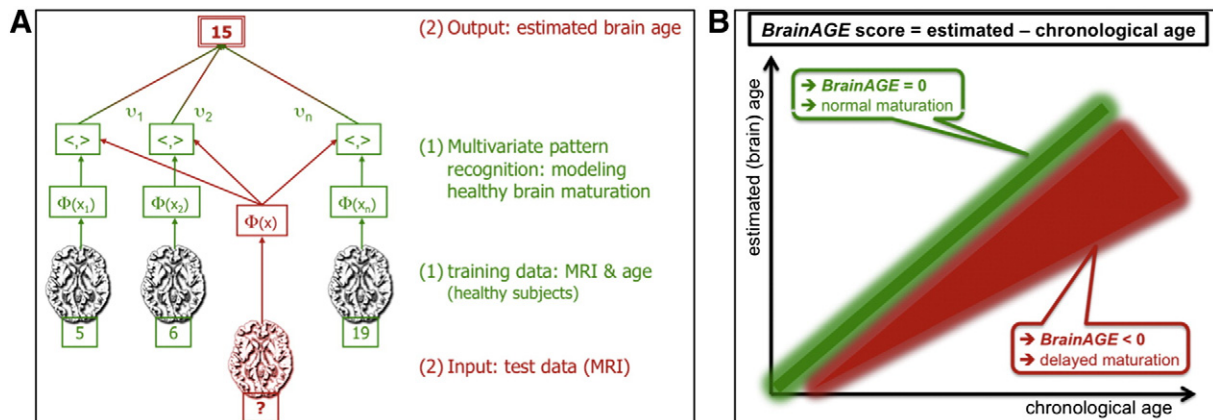 A
15
(2) Output: estimated brain age
υ1
υ2
υn
<,>
<,>
<,>
(1) Multivariate pattern
recognition: modeling
healthy brain maturation
Φ(x1)
Φ(x2)
Φ(x)
Φ(xn)
(1) training data: MRI & age
(healthy subjects)
5
6
19
(2) Input: test data (MRI)
?
B
BrainAGE score = estimated – chronological age
➔ BrainAGE = 0
➔ normal maturation
estimated (brain) age
➔ BrainAGE < 0
➔ delayed maturation
chronological age